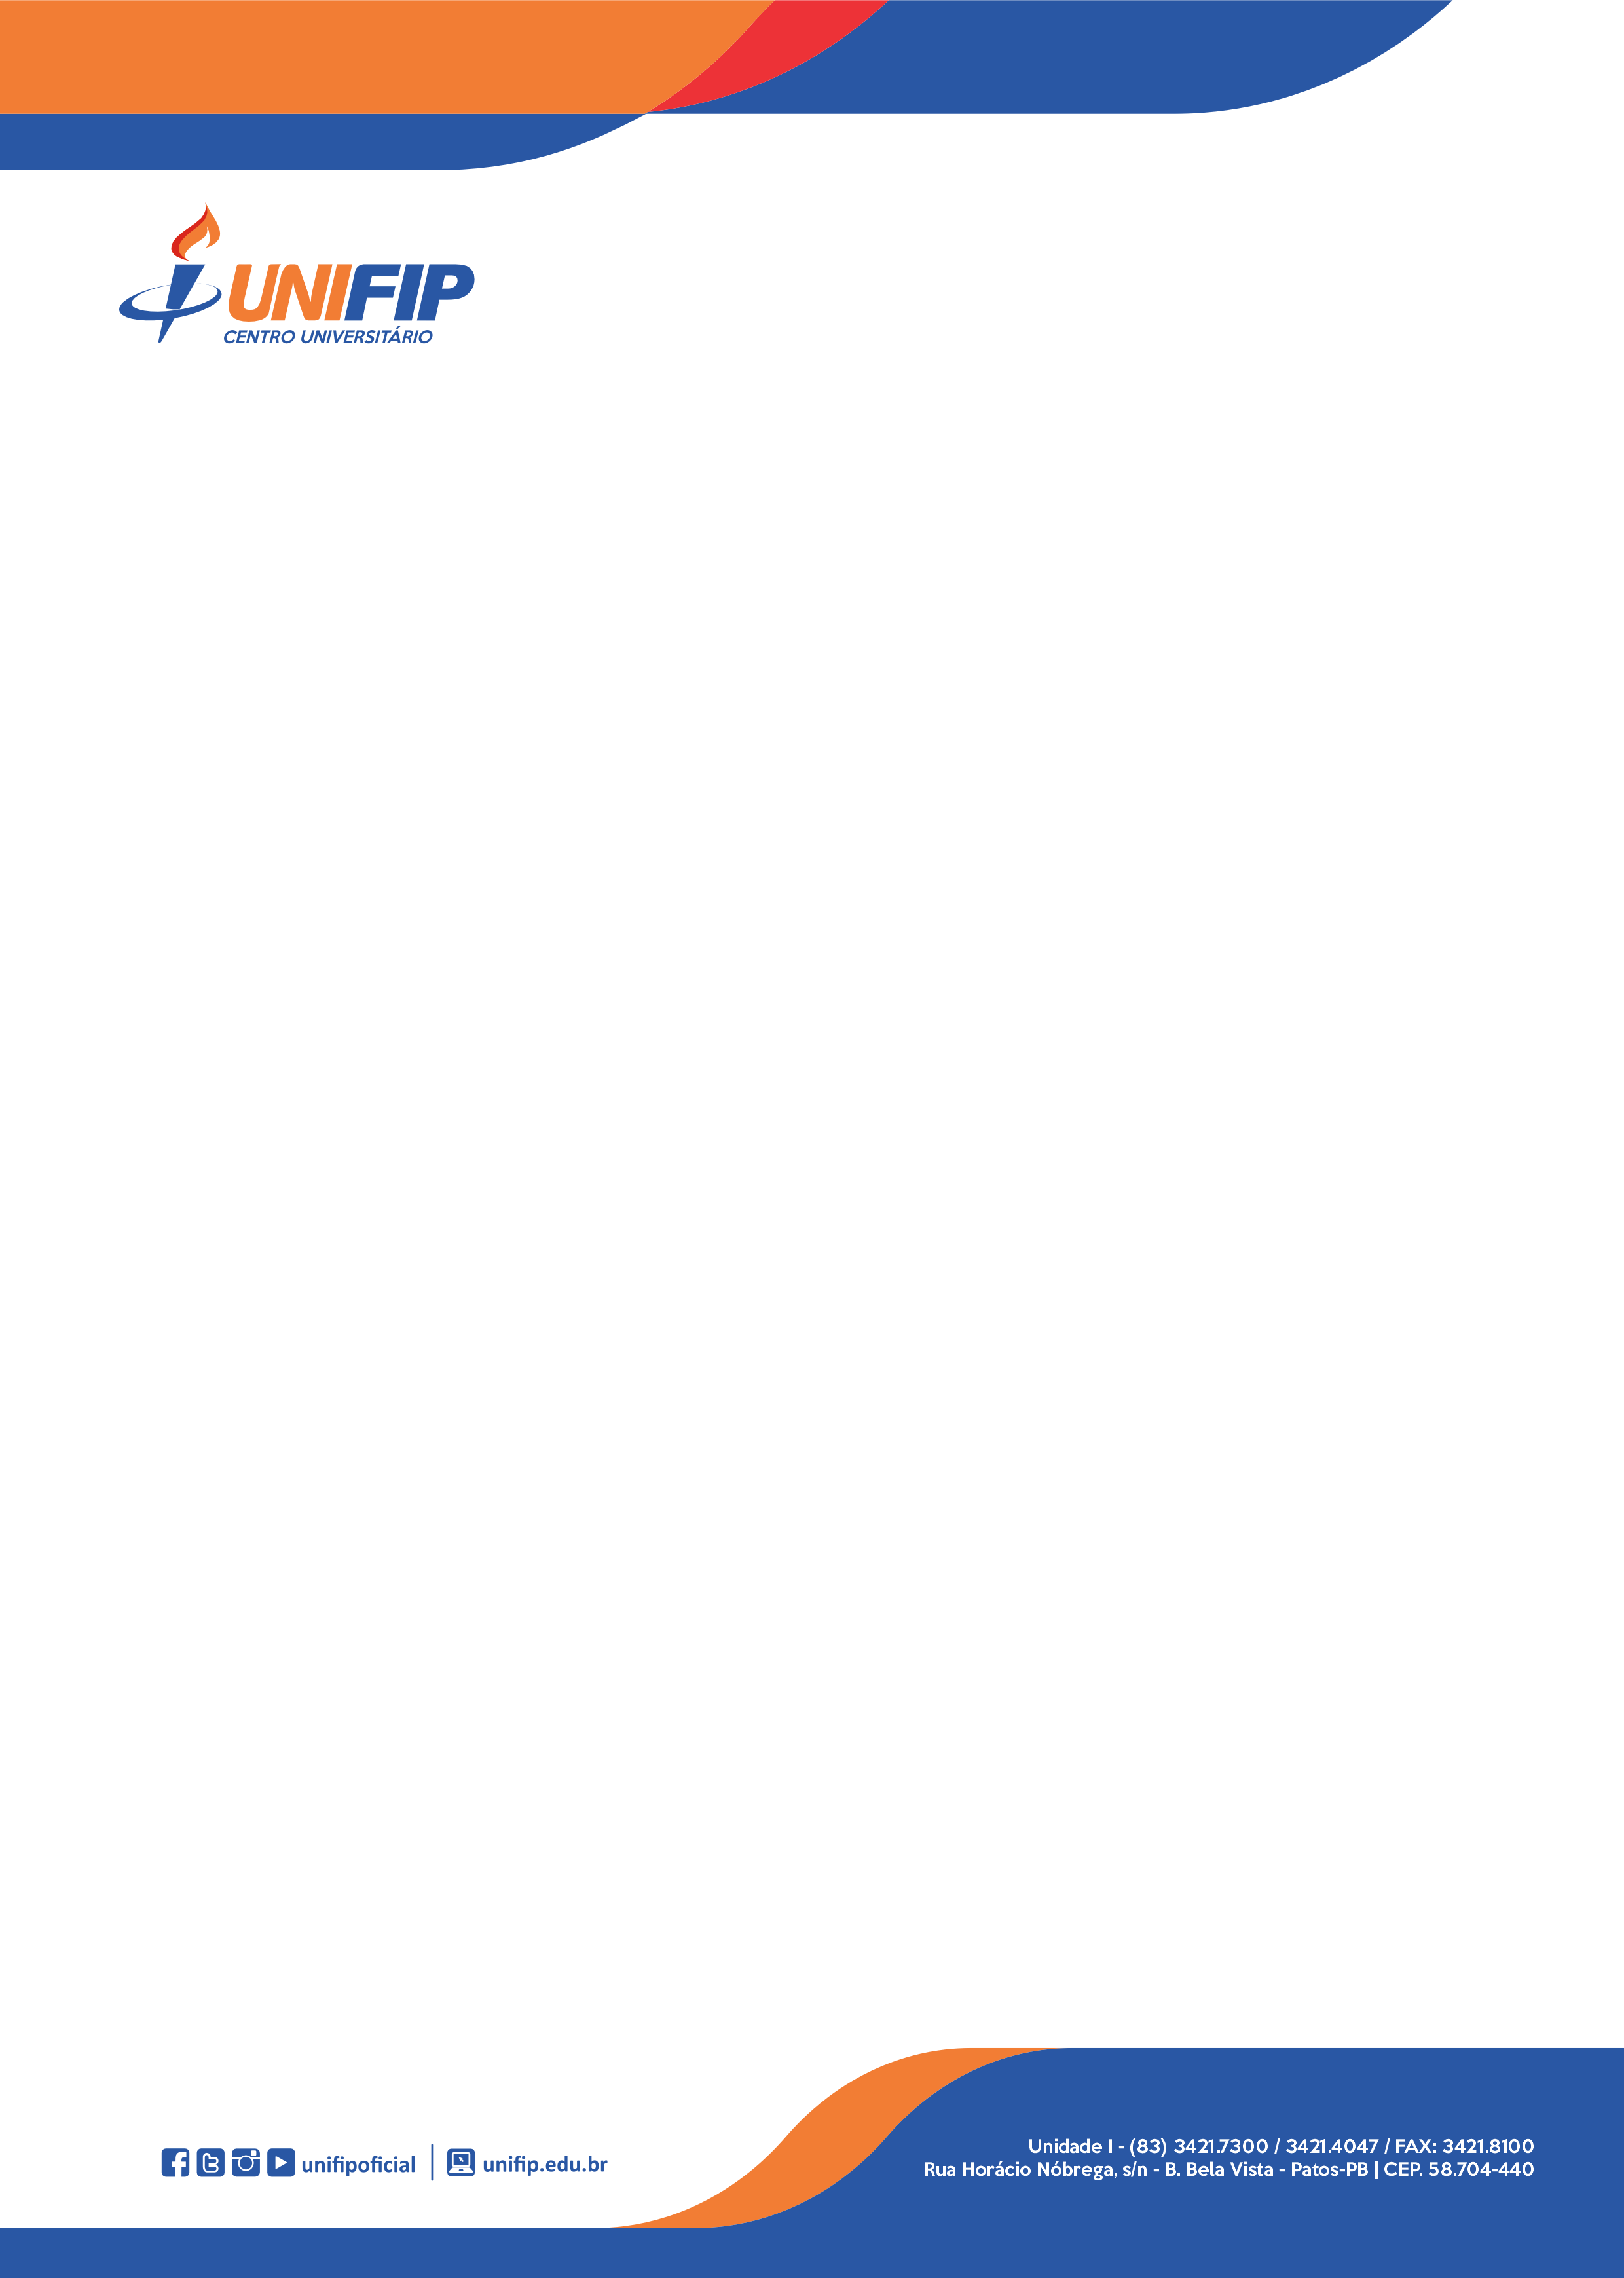 UNIFIP
CENTRO UNIVERSITÁRIO
unifipoficial | unifip.edu.br
Unidade I - (83) 3421.7300 / 3421.4047 / FAX: 3421.8100
Rua Horácio Nóbrega, s/n - B. Bela Vista - Patos-PB | CEP. 58.704-440